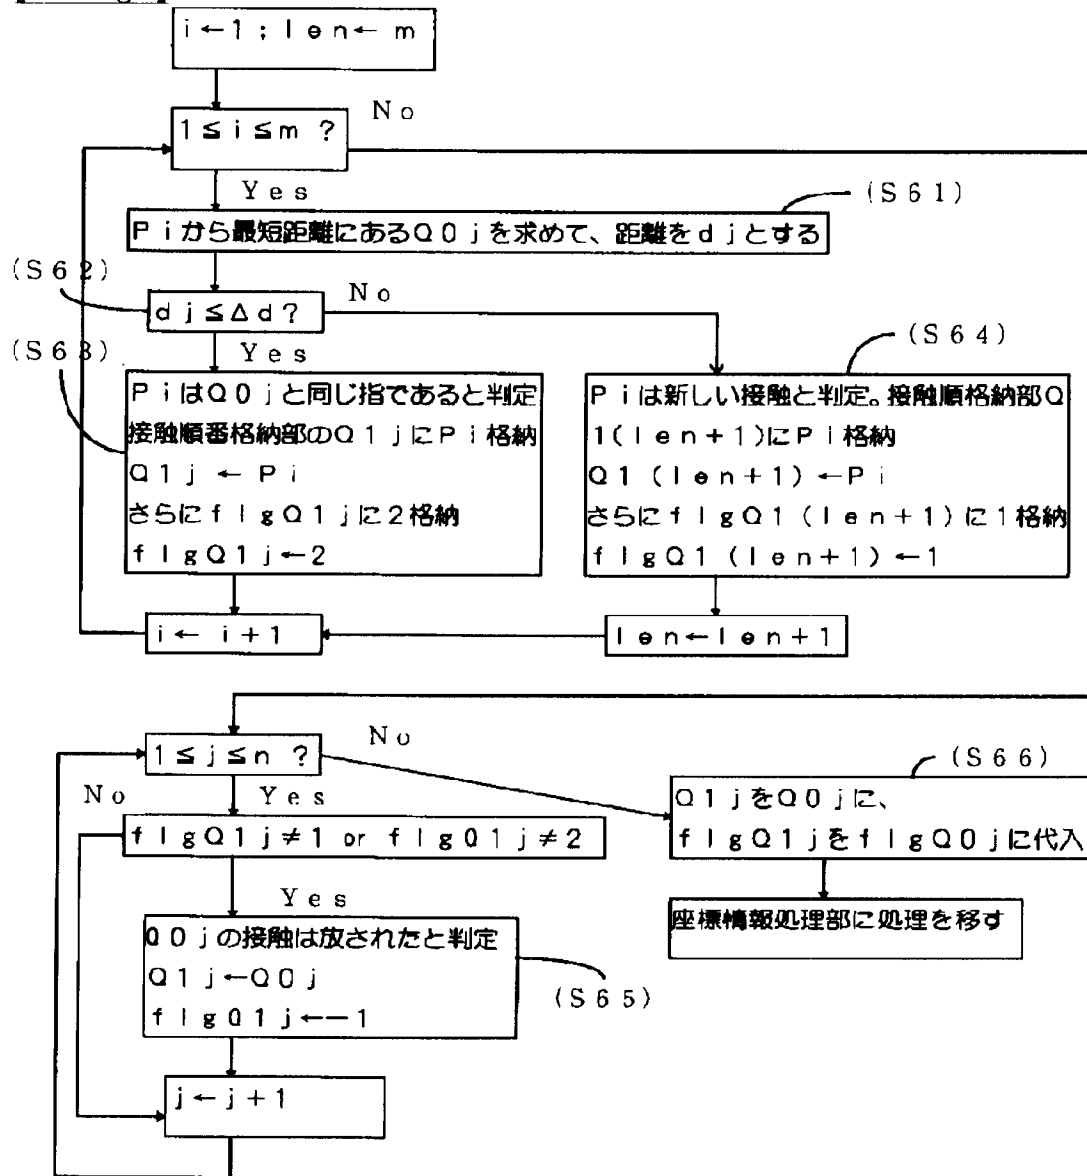 i←1;len←m
1≦i≦m ?
No
Yes
(S61)
Piから最短距離にあるQ0jを求めて、距離をdjとする
(S62)
dj≦Δd?
No
(S63)
Yes
(S64)
PiはQ0jと同じ指であると判定
接触順番格納部のQ1jにPi格納
Q1j ← Pi
さらにflgQ1jに2格納
flgQ1j←2
Piは新しい接触と判定。接触順格納部Q
1(len+1)にPi格納
Q1(len+1)←Pi
さらにflgQ1(len+1)に1格納
flgQ1(len+1)←1
i←i+1
len←len+1
1≦j≦n ?
No
(S66)
No
Yes
Q1jをQ0jに、
flgQ1jをflgQ0jに代入
flgQ1j≠1 or flgQ1j≠2
Yes
座標情報処理部に処理を移す
Q0jの接触は放されたと判定
Q1j←Q0j
flgQ1j←−1
(S65)
j←j+1